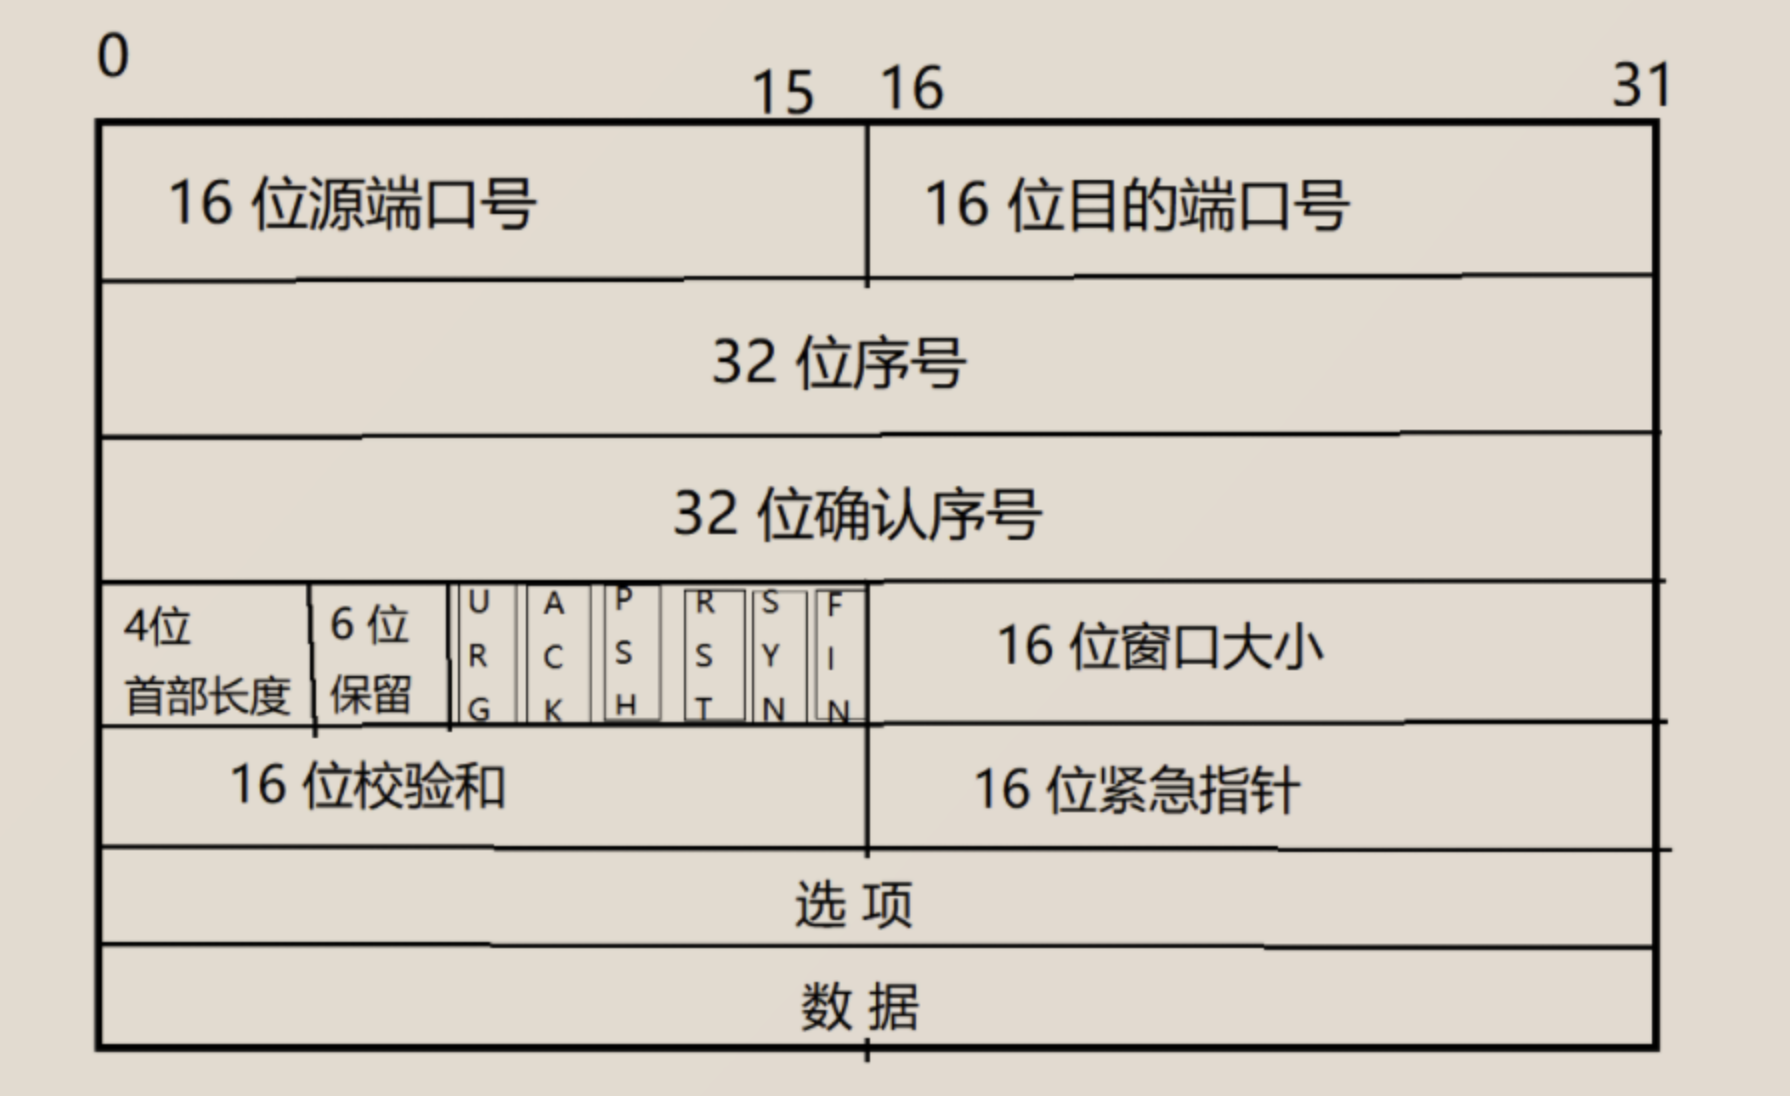 0 15 16 31
16 位源端口号 16 位目的端口号
32 位序号
32 位确认序号
4位 首部长度 6 位 保留 URG ACK PSH RST SYN FIN 16 位窗口大小
16 位校验和 16 位紧急指针
选 项
数 据